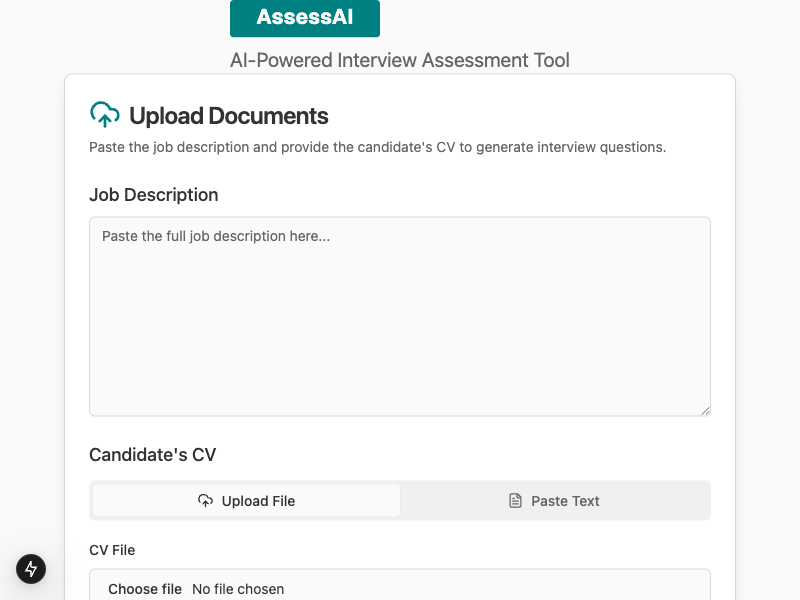 AssessAI
AI-Powered Interview Assessment Tool
Upload Documents
Paste the job description and provide the candidate's CV to generate interview questions.
Job Description
Paste the full job description here...
Candidate's CV
Upload File
Paste Text
CV File
Choose file No file chosen